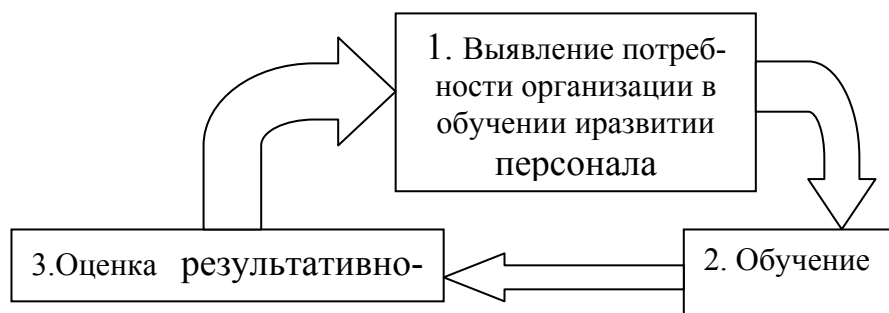 1. Выявление потреб-
ности организации в
обучении иразвитии
персонала
3.Оценка результативно-
2. Обучение